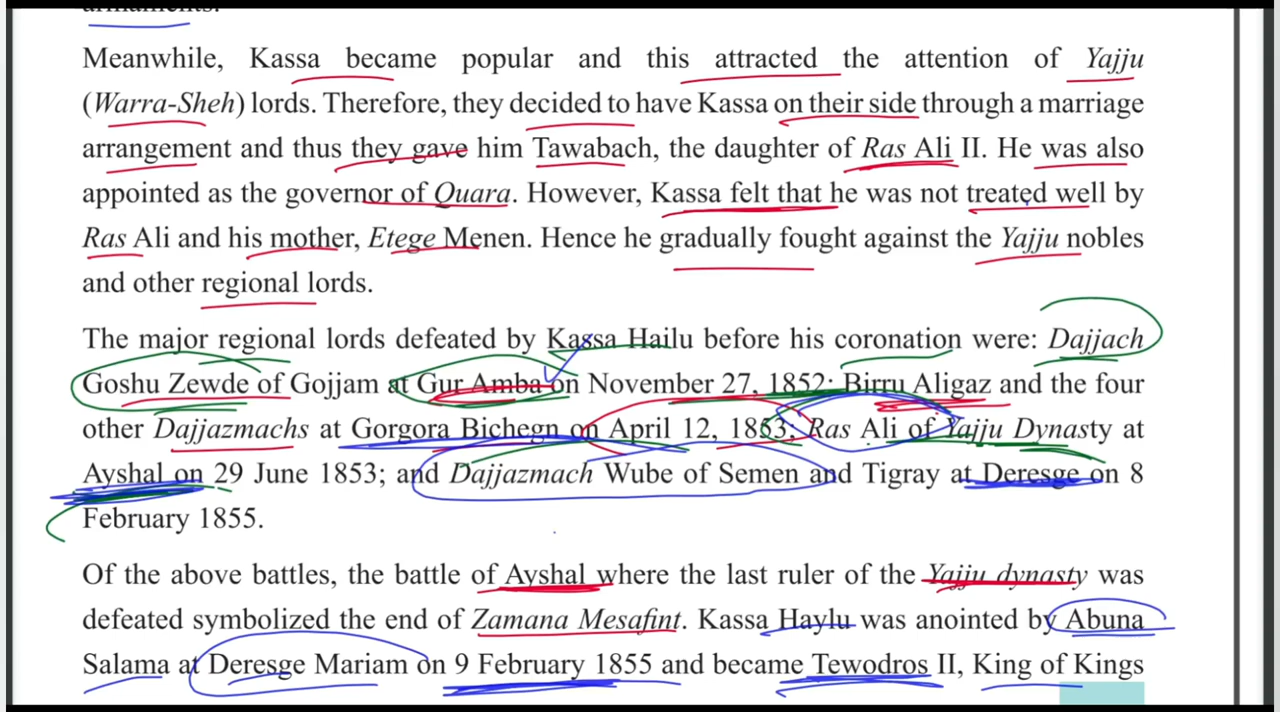 armaments.
Meanwhile, Kassa became popular and this attracted the attention of Yajju
(Warra-Sheh) lords. Therefore, they decided to have Kassa on their side through a marriage
arrangement and thus they gave him Tawabach, the daughter of Ras Ali II. He was also
appointed as the governor of Quara. However, Kassa felt that he was not treated well by
Ras Ali and his mother, Etege Menen. Hence he gradually fought against the Yajju nobles
and other regional lords.
The major regional lords defeated by Kassa Hailu before his coronation were: Dajjach
Goshu Zewde of Gojjam at Gur Amba on November 27, 1852; Birru Aligaz and the four
other Dajjazmachs at Gorgora Bichegn on April 12, 1853; Ras Ali of Yajju Dynasty at
Ayshal on 29 June 1853; and Dajjazmach Wube of Semen and Tigray at Deresge on 8
February 1855.
Of the above battles, the battle of Ayshal where the last ruler of the Yajju dynasty was
defeated symbolized the end of Zamana Mesafint. Kassa Haylu was anointed by Abuna
Salama at Deresge Mariam on 9 February 1855 and became Tewodros II, King of Kings